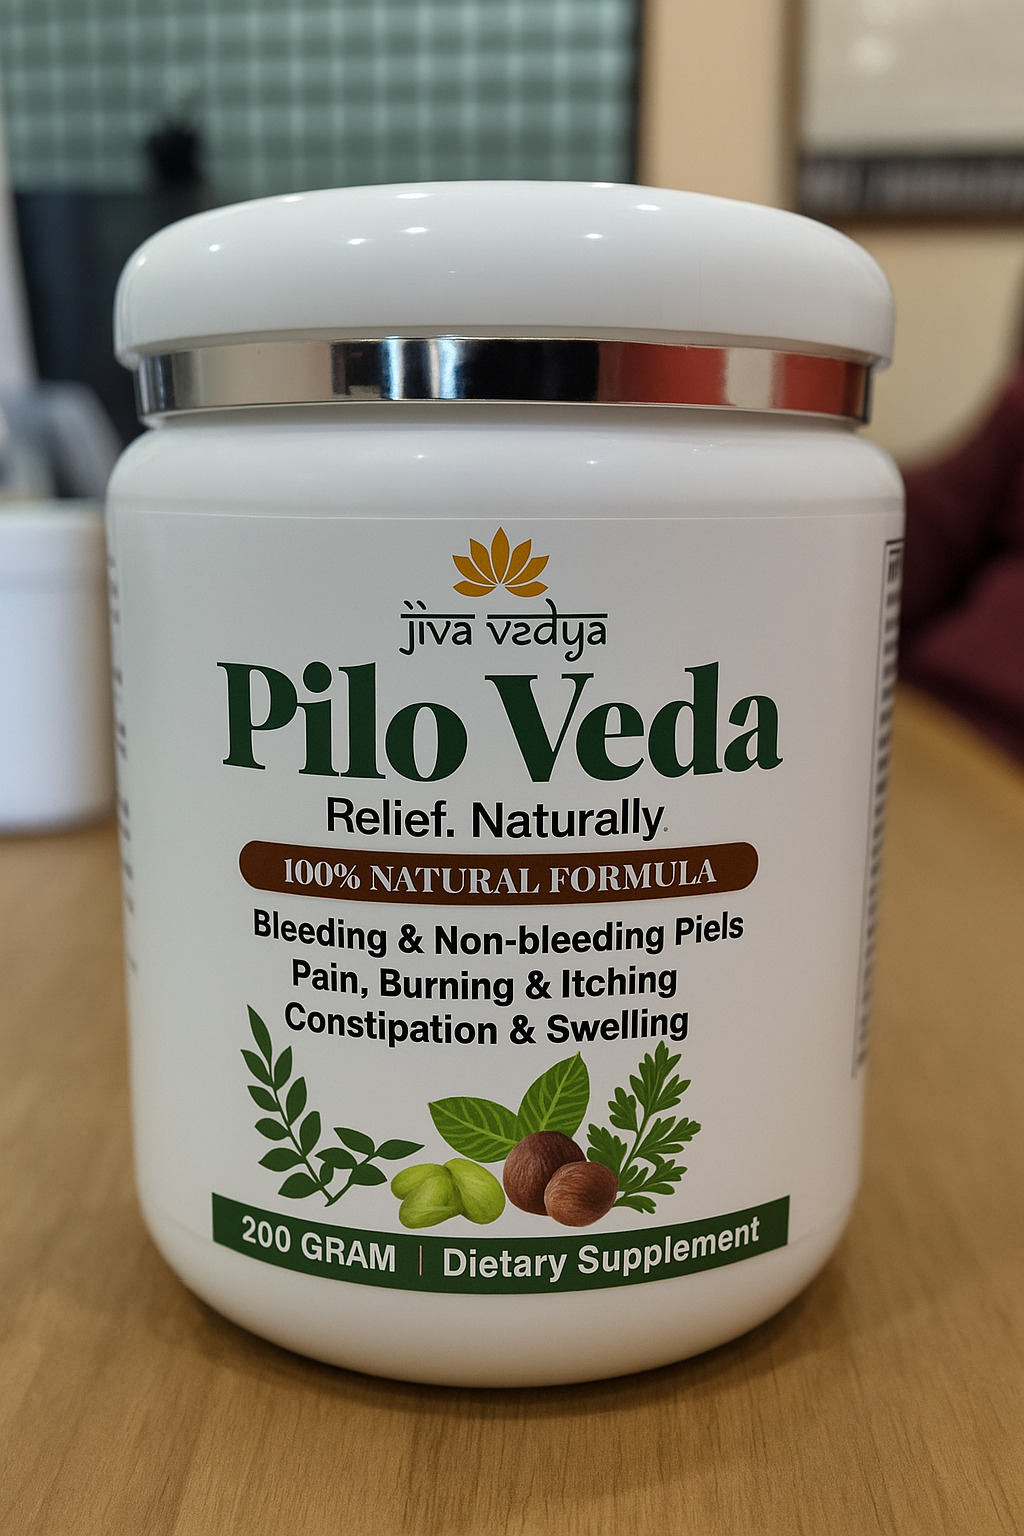 jiva vedya
Pilo Veda
Relief. Naturally.
100% NATURAL FORMULA
Bleeding & Non-bleeding Piels
Pain, Burning & Itching
Constipation & Swelling
200 GRAM | Dietary Supplement